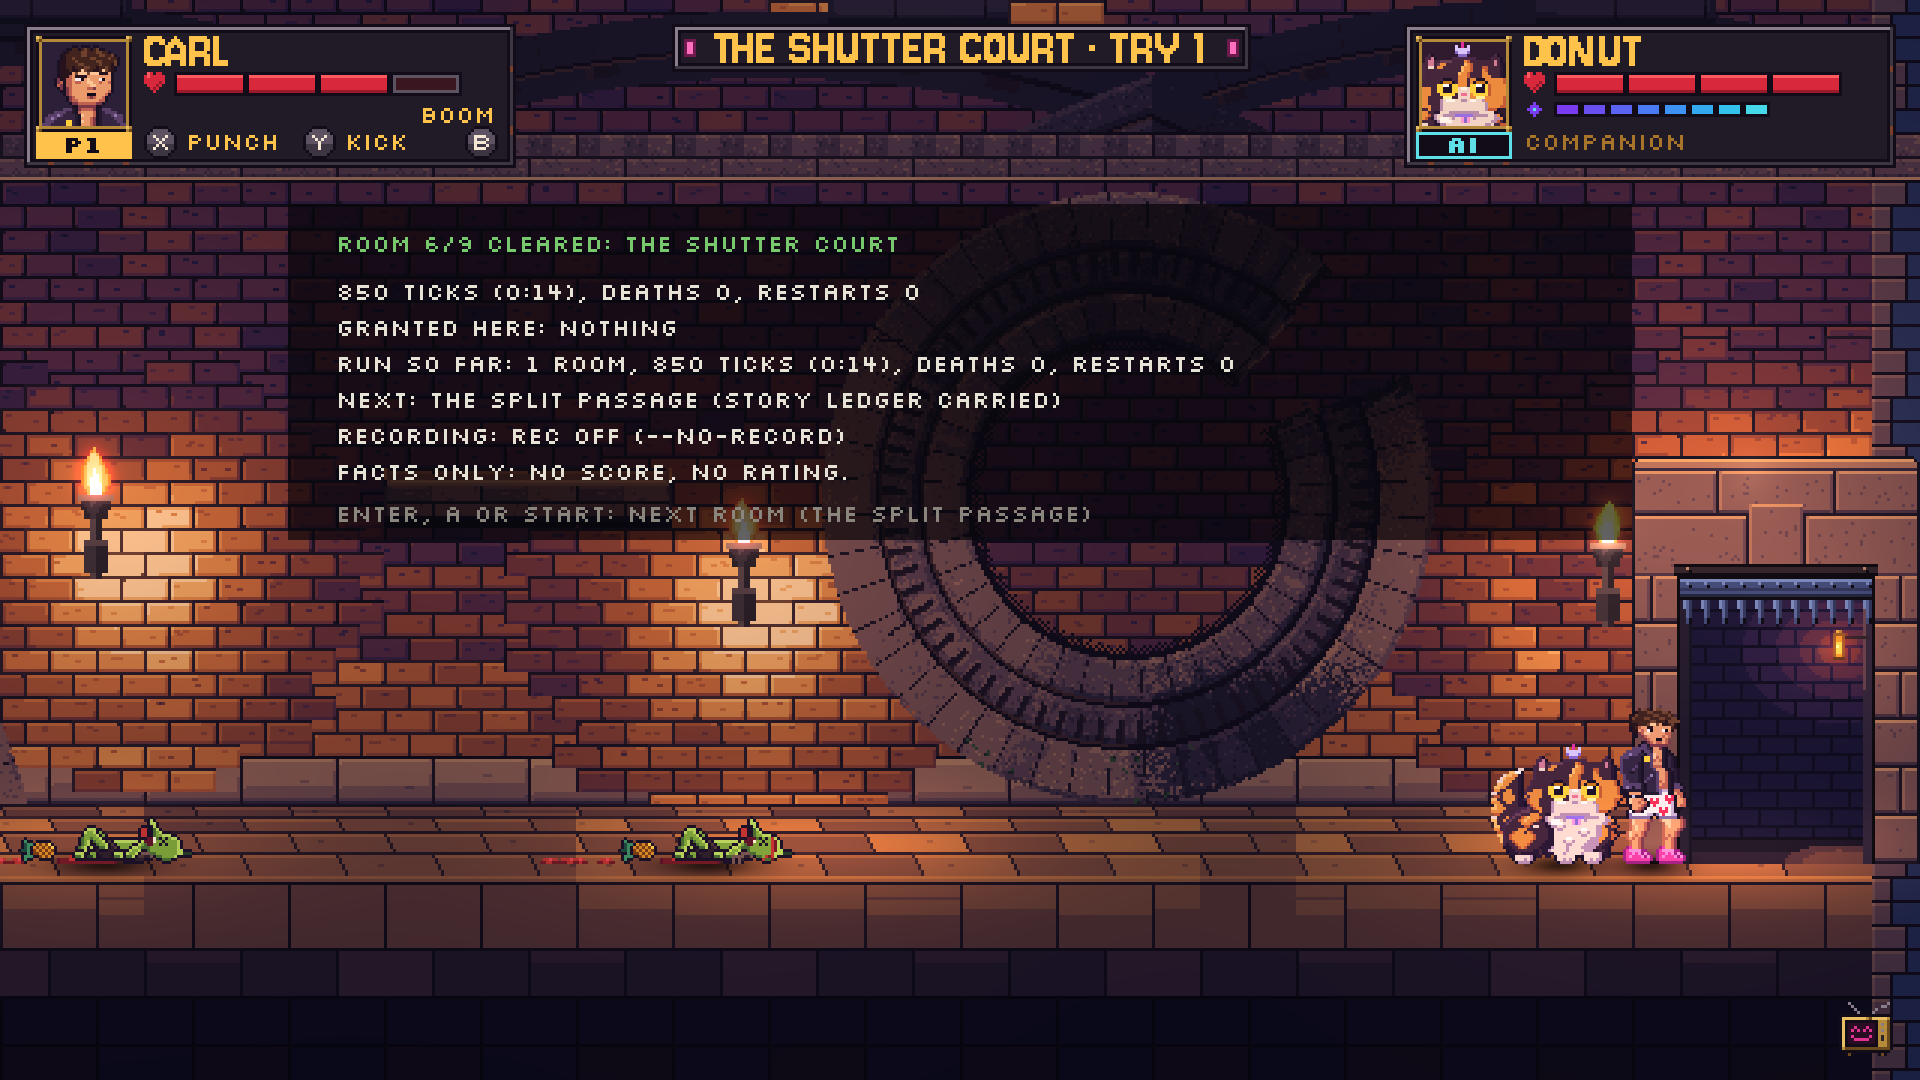 CARL
THE SHUTTER COURT · TRY 1
DONUT
BOOM
P1
X PUNCH Y KICK B
AI
COMPANION
ROOM 6/9 CLEARED: THE SHUTTER COURT
850 TICKS (0:14), DEATHS 0, RESTARTS 0
GRANTED HERE: NOTHING
RUN SO FAR: 1 ROOM, 850 TICKS (0:14), DEATHS 0, RESTARTS 0
NEXT: THE SPLIT PASSAGE (STORY LEDGER CARRIED)
RECORDING: REC OFF (--NO-RECORD)
FACTS ONLY: NO SCORE, NO RATING.
ENTER, A OR START: NEXT ROOM (THE SPLIT PASSAGE)